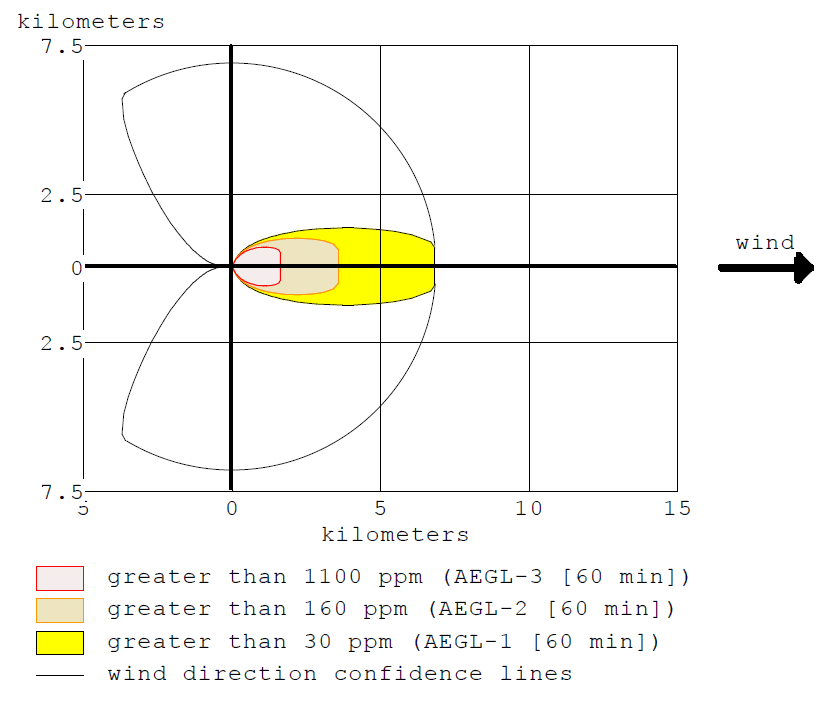 kilometers
7.5
2.5
wind
0
2.5
7.5
5 0 5 10 15
kilometers
greater than 1100 ppm (AEGL-3 [60 min])
greater than 160 ppm (AEGL-2 [60 min])
greater than 30 ppm (AEGL-1 [60 min])
wind direction confidence lines